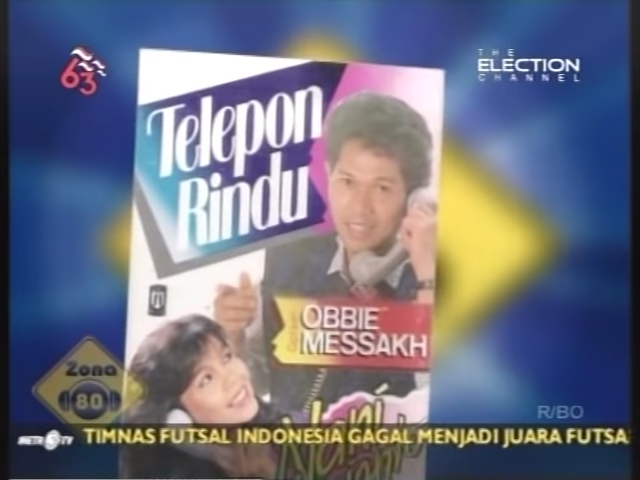 63
THE
ELECTION
CHANNEL
Telepon
Rindu
OBBIE
MESSAKH
Nani
Zona
80
R/BO
METRO TV
TIMNAS FUTSAL INDONESIA GAGAL MENJADI JUARA FUTSA